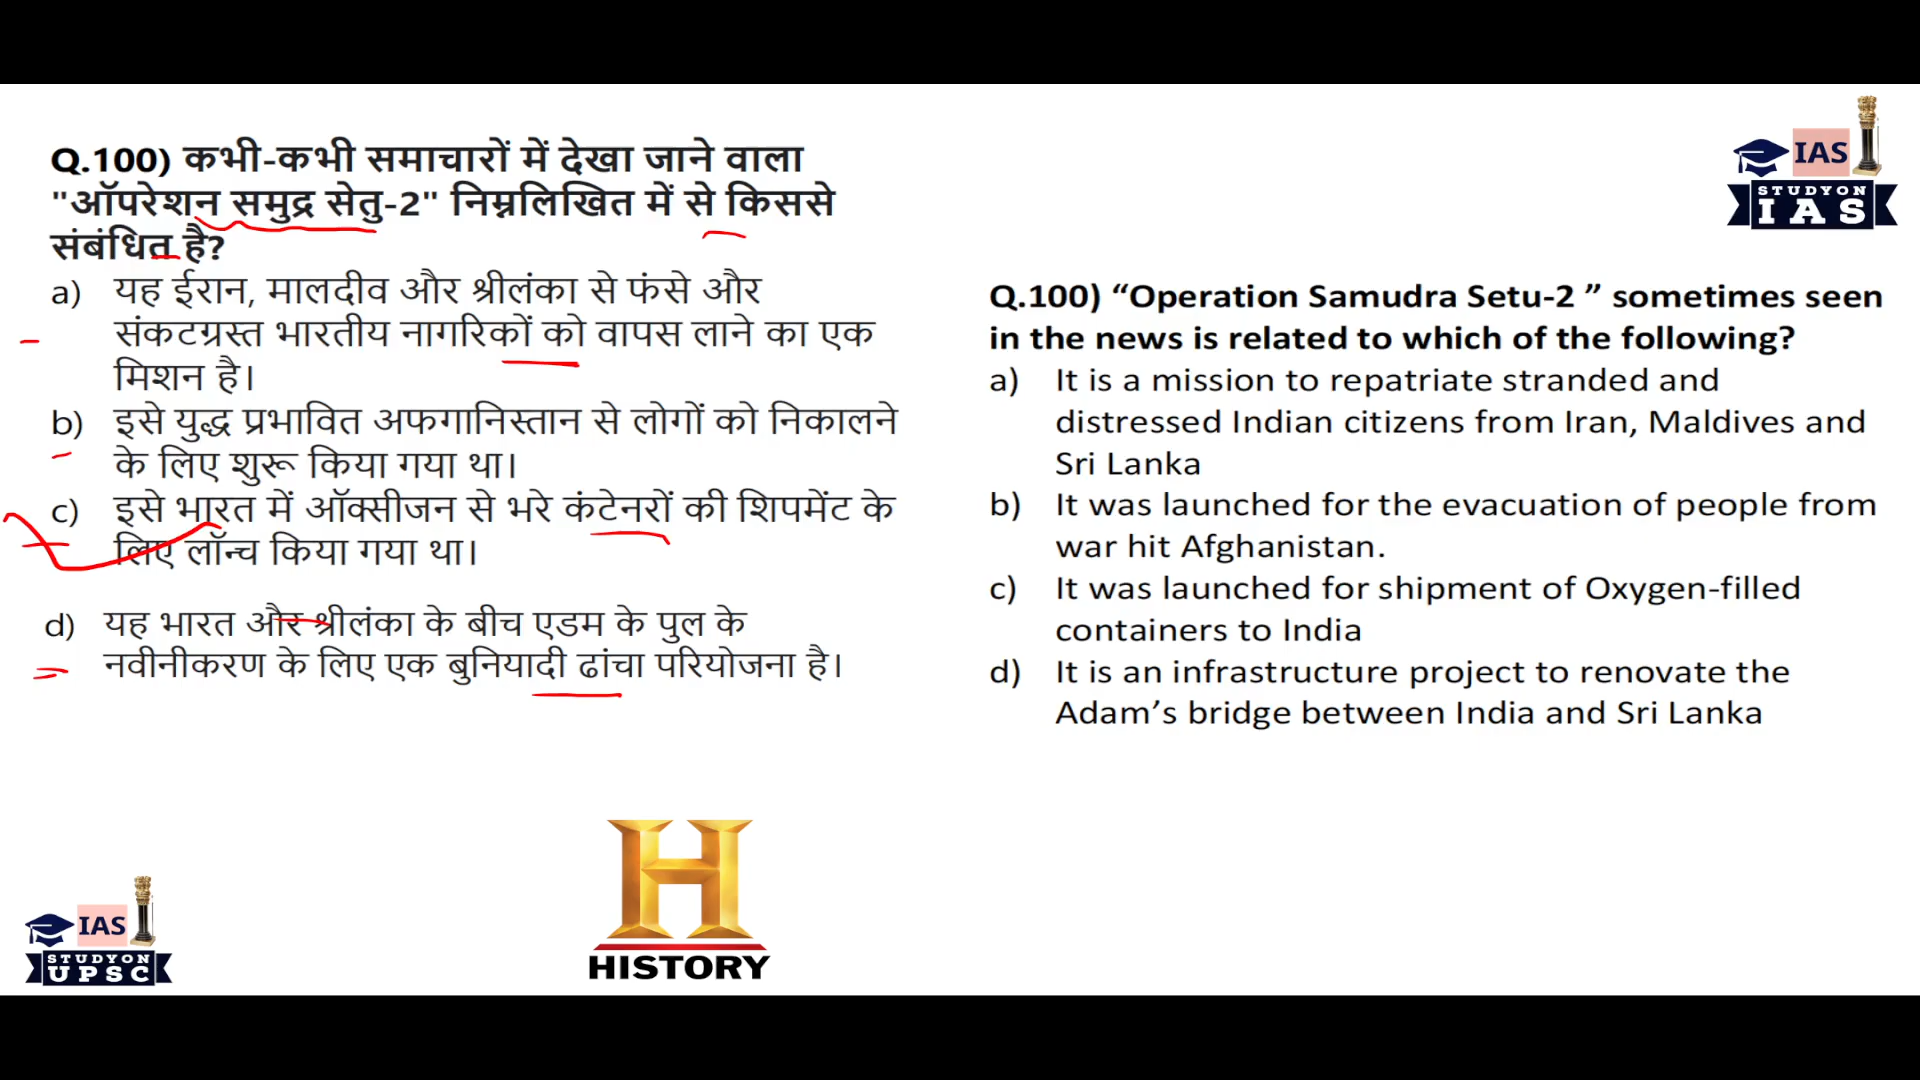 Q.100) कभी-कभी समाचारों में देखा जाने वाला
"ऑपरेशन समुद्र सेतु-2" निम्नलिखित में से किससे
संबंधित है?
a) यह ईरान, मालदीव और श्रीलंका से फंसे और
संकटग्रस्त भारतीय नागरिकों को वापस लाने का एक
मिशन है।
b) इसे युद्ध प्रभावित अफगानिस्तान से लोगों को निकालने
के लिए शुरू किया गया था।
c) इसे भारत में ऑक्सीजन से भरे कंटेनरों की शिपमेंट के
लिए लॉन्च किया गया था।
d) यह भारत और श्रीलंका के बीच एडम के पुल के
नवीनीकरण के लिए एक बुनियादी ढांचा परियोजना है।
IAS
STUDYON
IAS
Q.100) “Operation Samudra Setu-2 ” sometimes seen
in the news is related to which of the following?
a) It is a mission to repatriate stranded and
distressed Indian citizens from Iran, Maldives and
Sri Lanka
b) It was launched for the evacuation of people from
war hit Afghanistan.
c) It was launched for shipment of Oxygen-filled
containers to India
d) It is an infrastructure project to renovate the
Adam’s bridge between India and Sri Lanka
IAS
STUDYON
UPSC
H
HISTORY